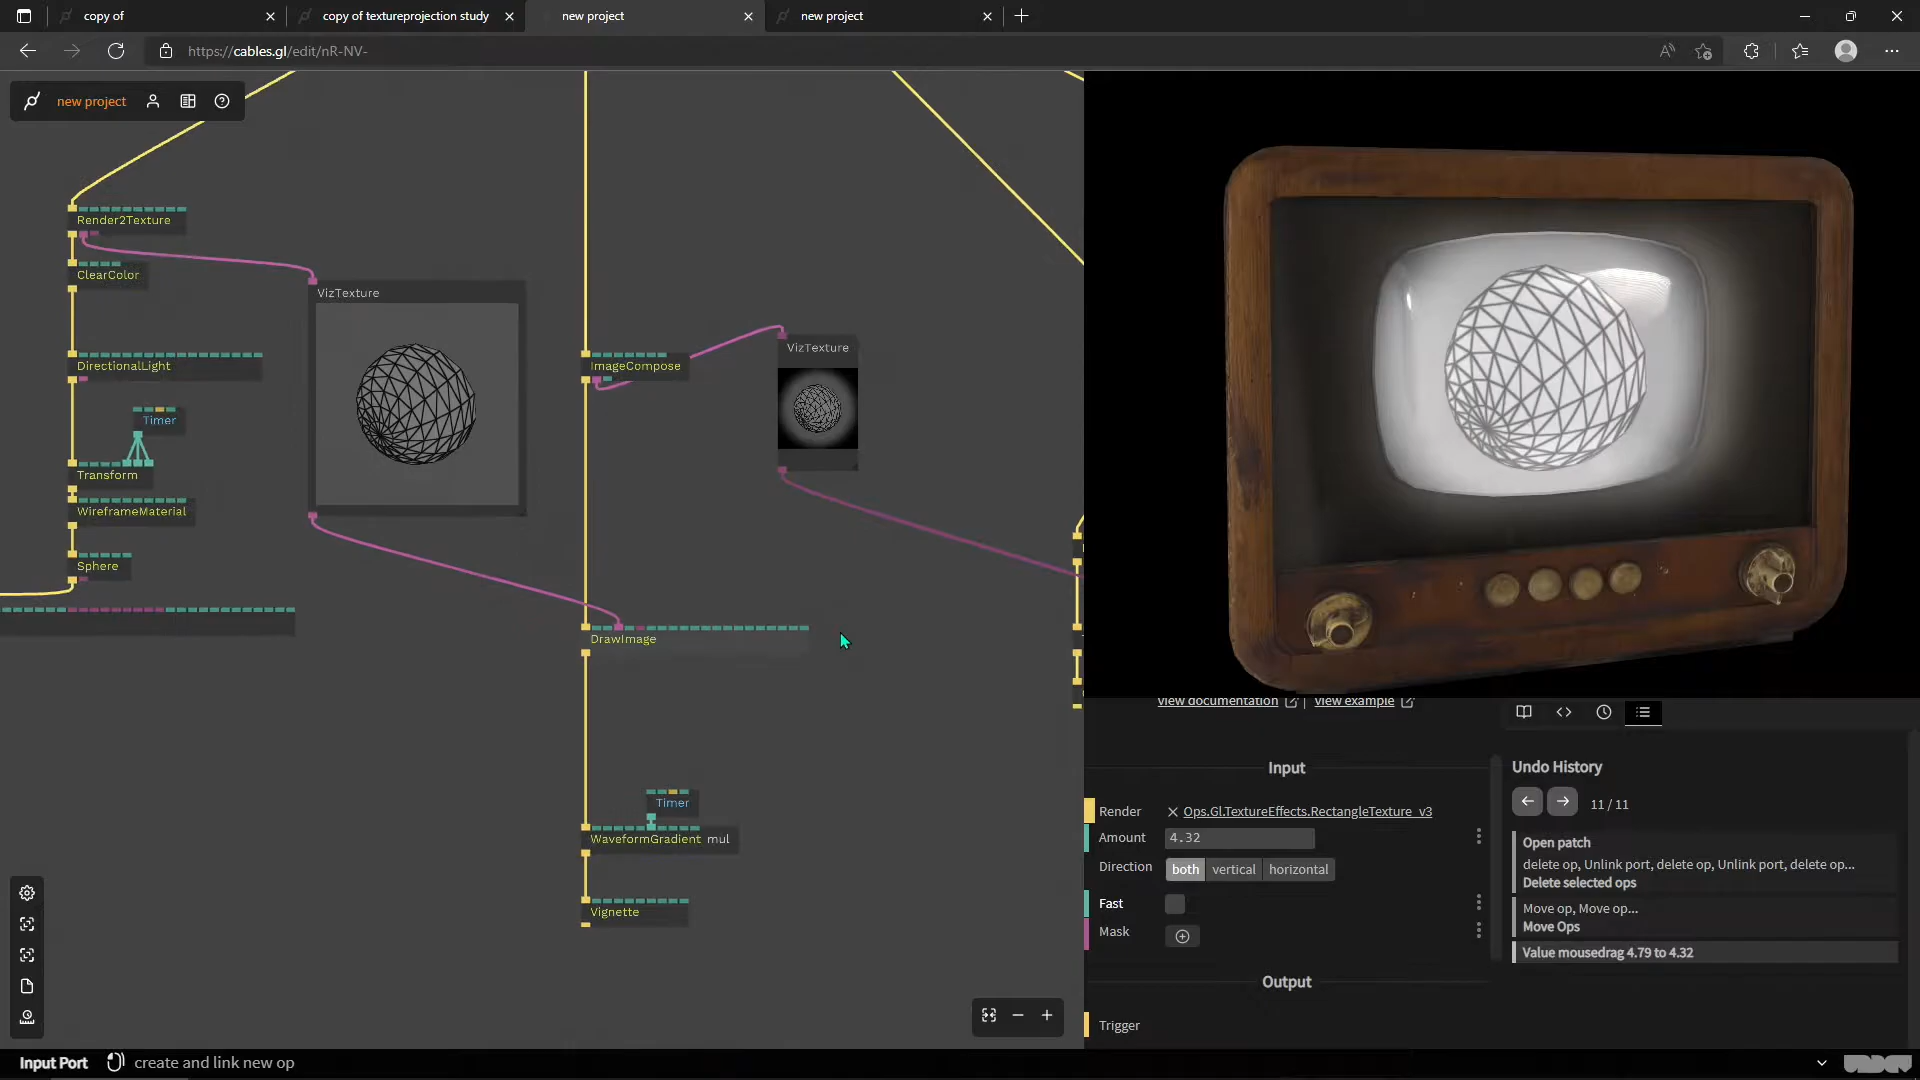 copy of
copy of textureprojection study
new project
new project
https://cables.gl/edit/nR-NV-
new project
Render2Texture
ClearColor
VizTexture
DirectionalLight
ImageCompose
VizTexture
Timer
Transform
WireframeMaterial
Sphere
DrawImage
Timer
WaveformGradient mul
Vignette
view documentation | view example
Input
Render
Ops.Gl.TextureEffects.RectangleTexture_v3
Amount
4.32
Direction
both vertical horizontal
Fast
Mask
Output
Trigger
Undo History
11 / 11
Open patch
delete op, Unlink port, delete op, Unlink port, delete op...
Delete selected ops
Move op, Move op...
Move Ops
Value mousedrag 4.79 to 4.32
Input Port
create and link new op